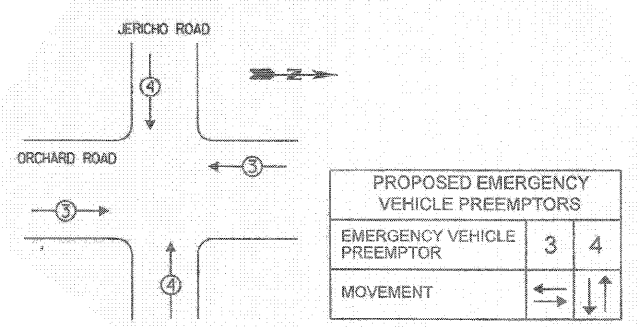 JERICHO ROAD
4
N
ORCHARD ROAD
3
3
4
PROPOSED EMERGENCY
VEHICLE PREEMPTORS
EMERGENCY VEHICLE
PREEMPTOR
3
4
MOVEMENT